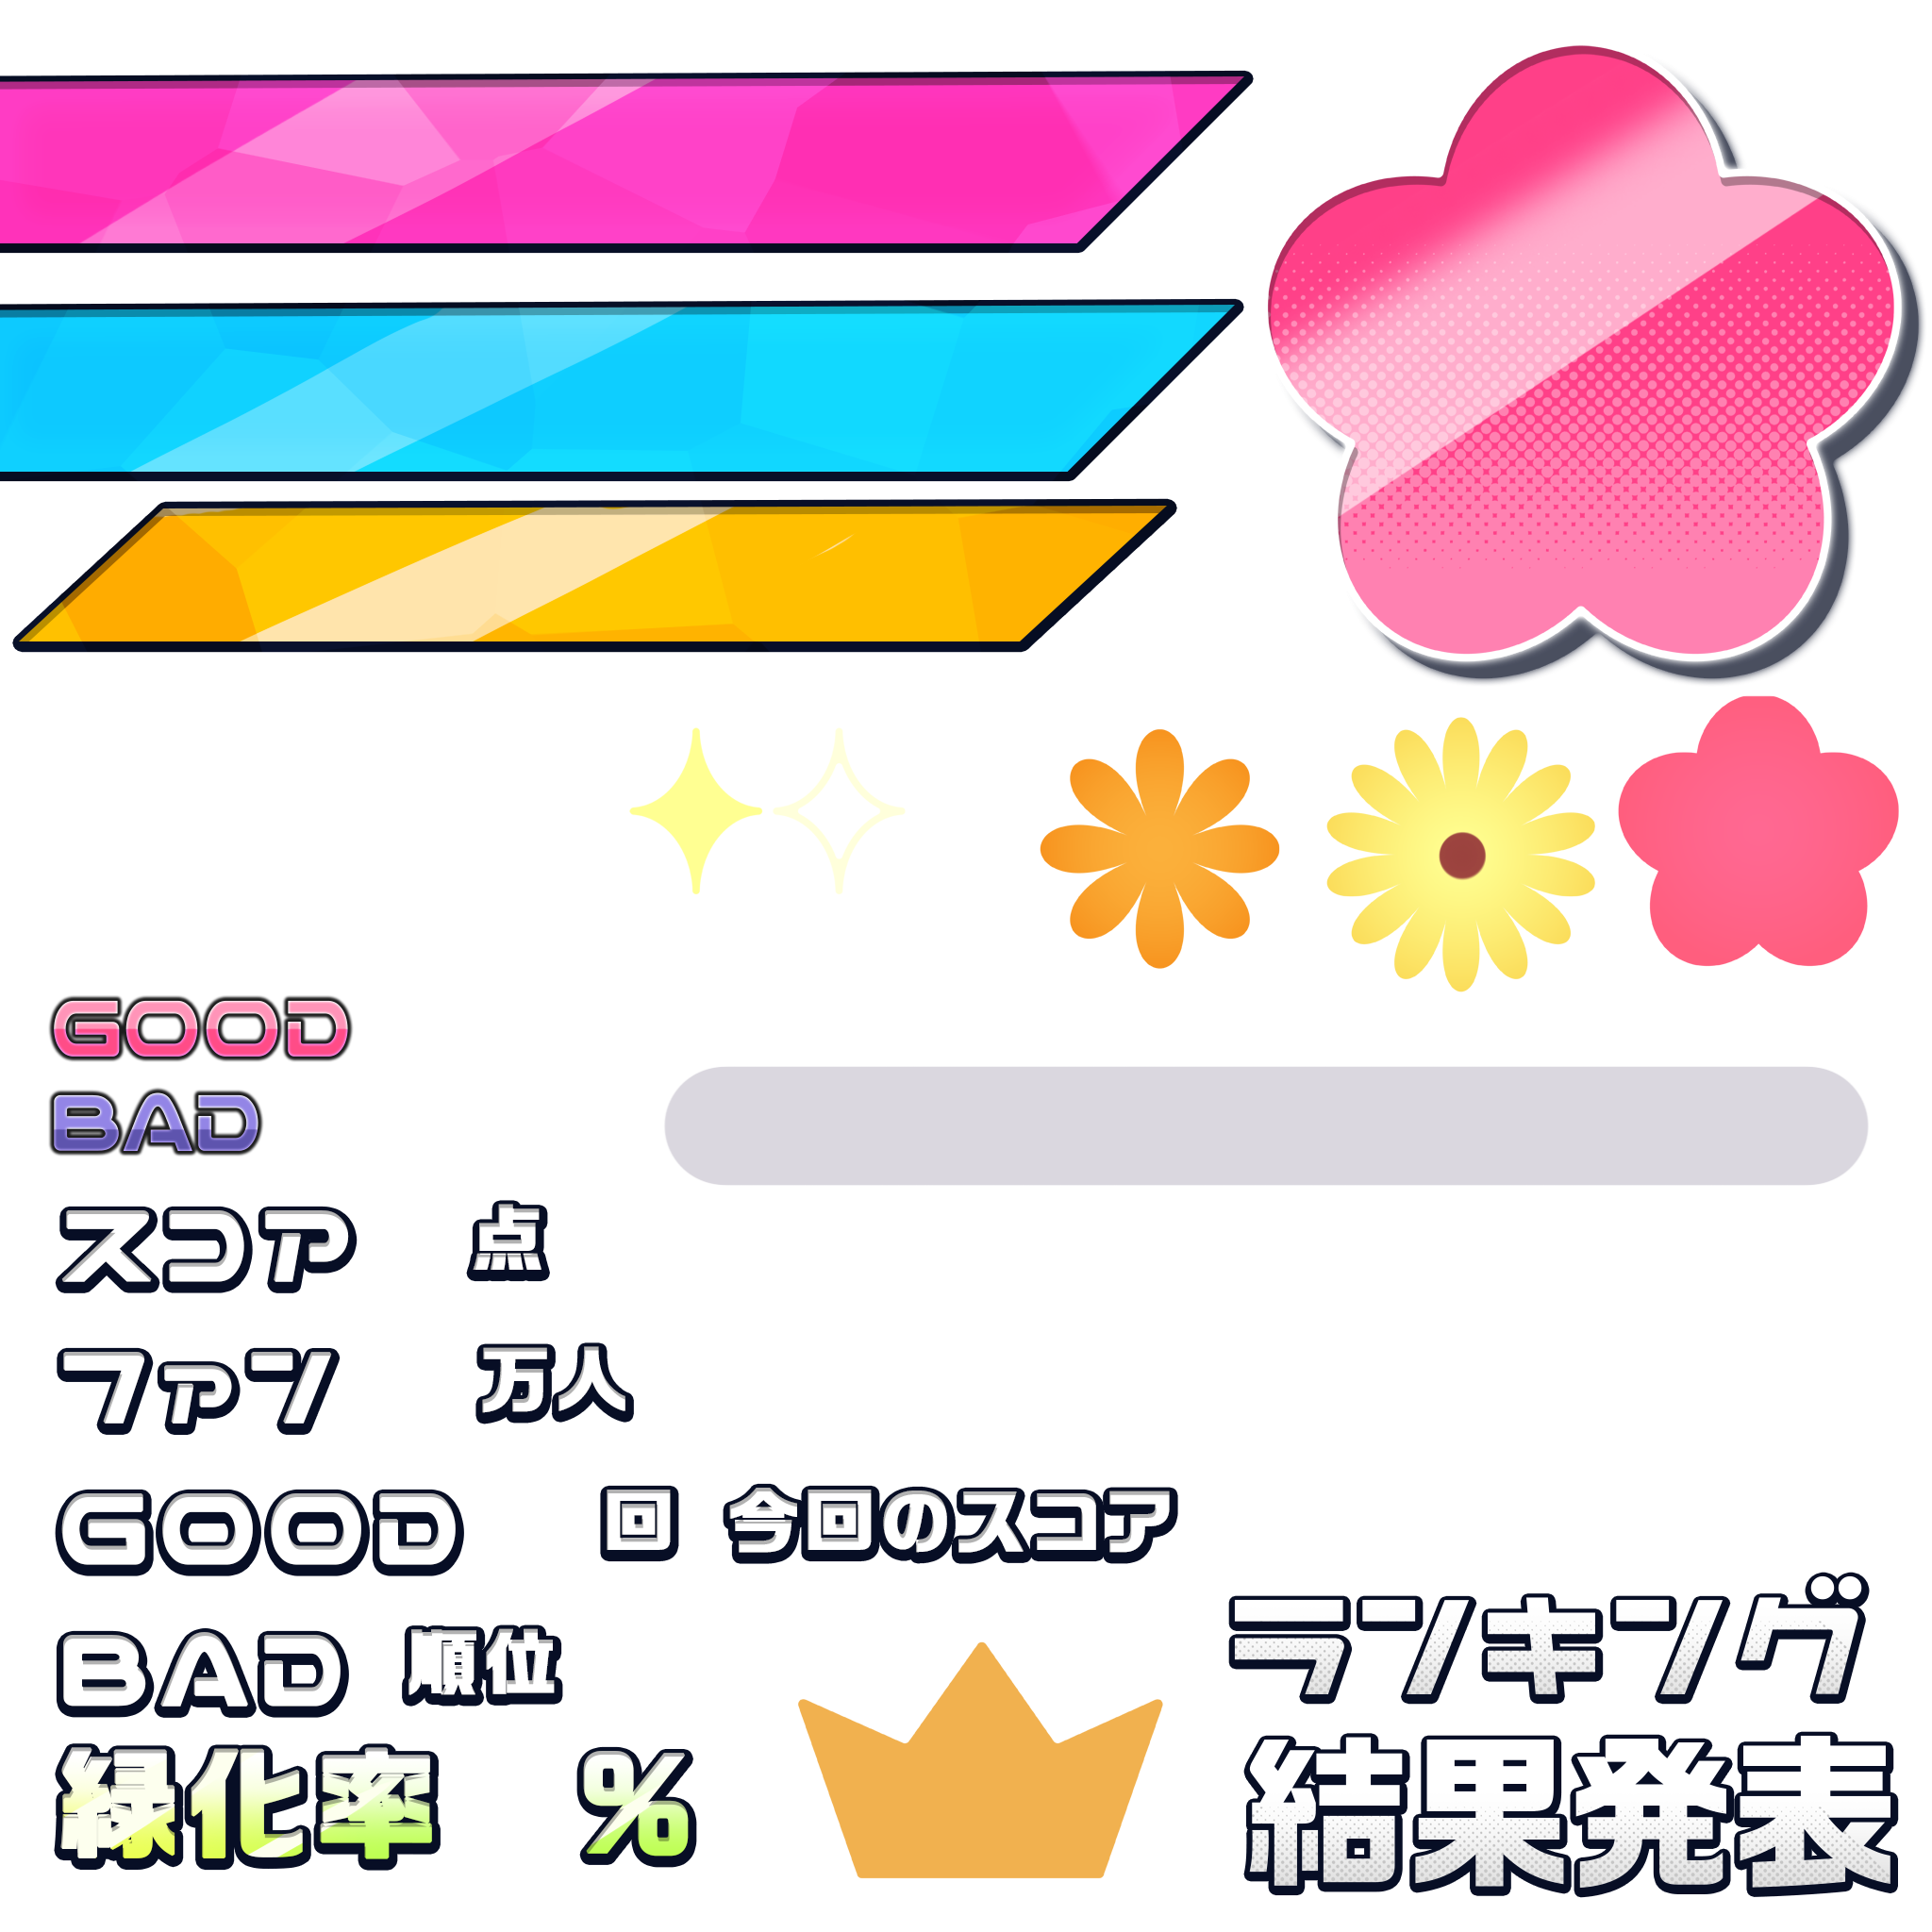 GOOD
BAD
スコア 点
ファン 万人
GOOD 回 今回のスコア
BAD 順位
ランキング
緑化率 %
結果発表